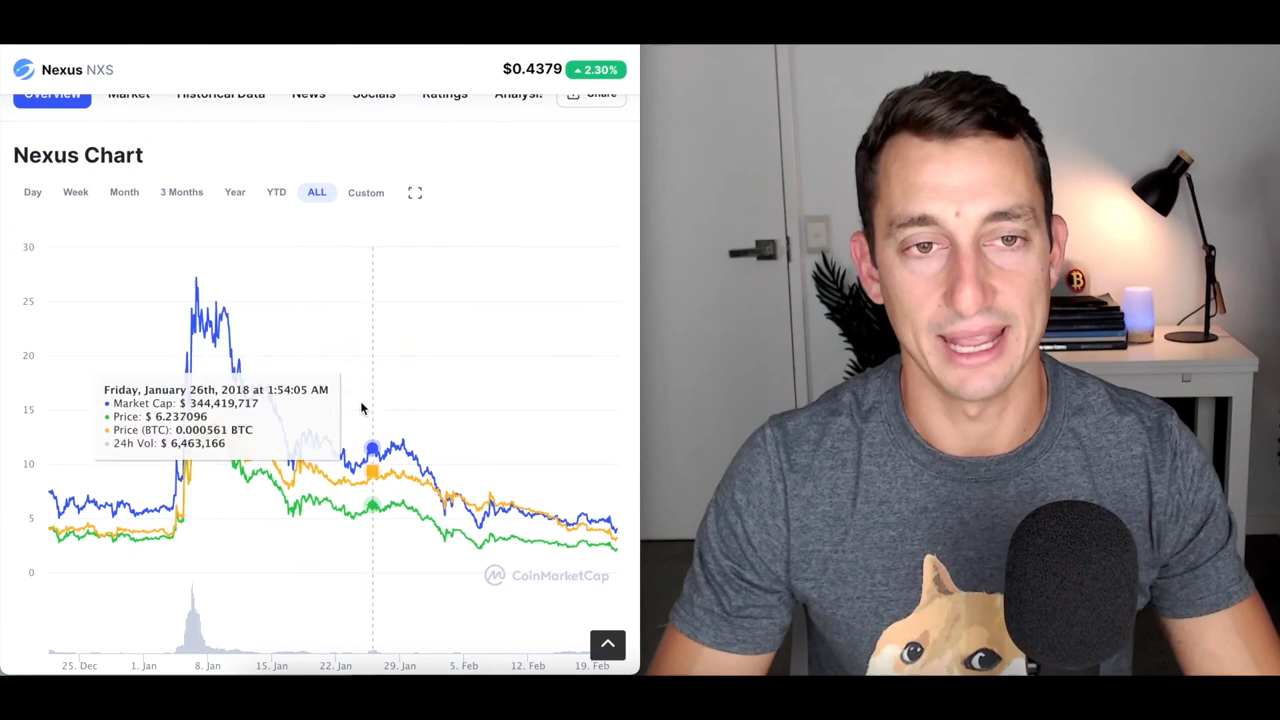 Nexus NXS
$0.4379
2.30%
Overview Market Historical Data News Socials Ratings Analysis Share
Nexus Chart
Day Week Month 3 Months Year YTD ALL Custom
30
25
20
15
10
5
0
Friday, January 26th, 2018 at 1:54:05 AM
Market Cap: $ 344,419,717
Price: $ 6.237096
Price (BTC): 0.000561 BTC
24h Vol: $ 6,463,166
CoinMarketCap
25. Dec 1. Jan 8. Jan 15. Jan 22. Jan 29. Jan 5. Feb 12. Feb 19. Feb
B